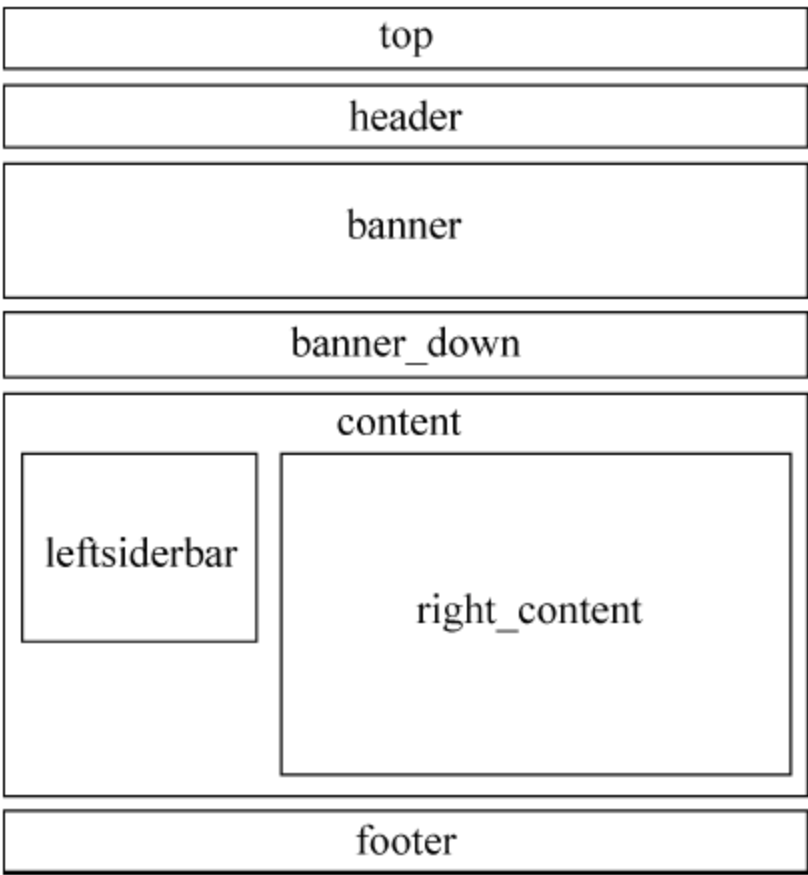 top
header
banner
banner_down
content
leftsiderbar
right_content
footer